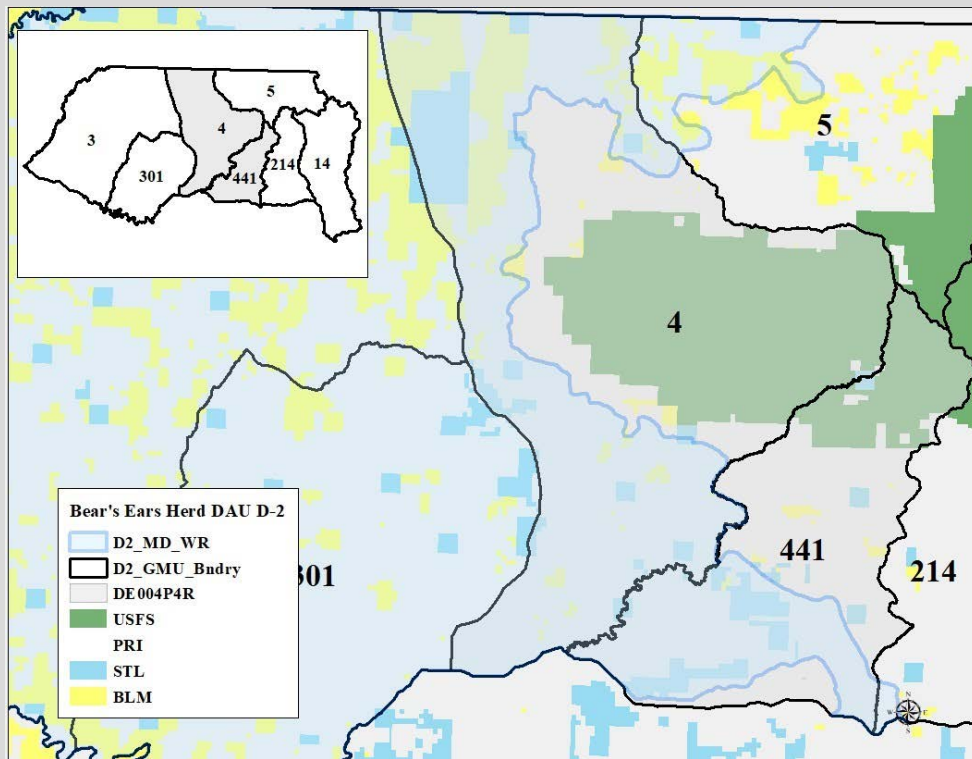 5
3
4
301
441
214
14
5
4
441
214
301
Bear's Ears Herd DAU D-2
D2_MD_WR
D2_GMU_Bndry
DE004P4R
USFS
PRI
STL
BLM
N
W
E
S